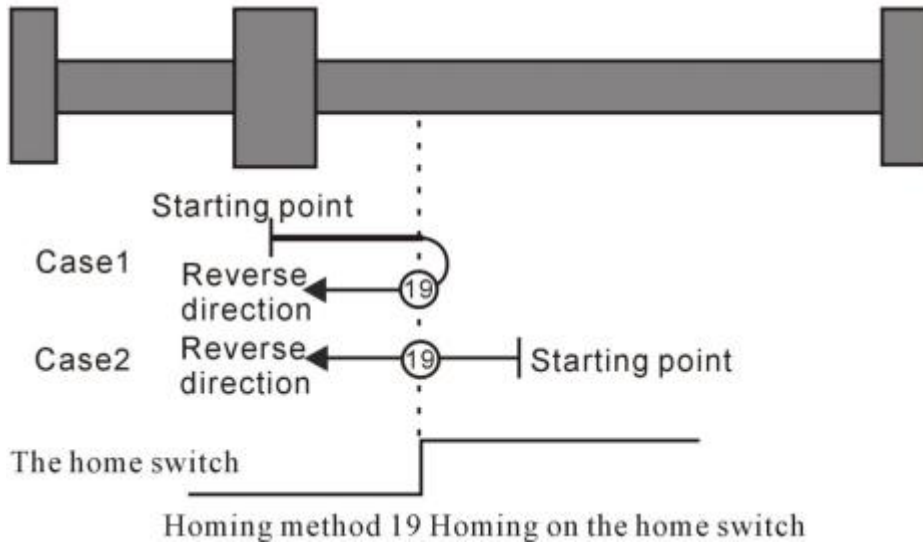 Starting point
Case1
Reverse
direction
19
Case2
Reverse
direction
19
Starting point
The home switch
Homing method 19 Homing on the home switch